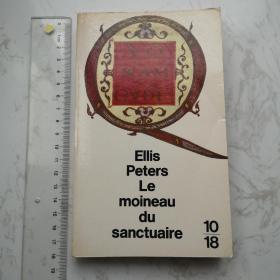 Ellis
Peters
Le
moineau
du
sanctuaire
10
18